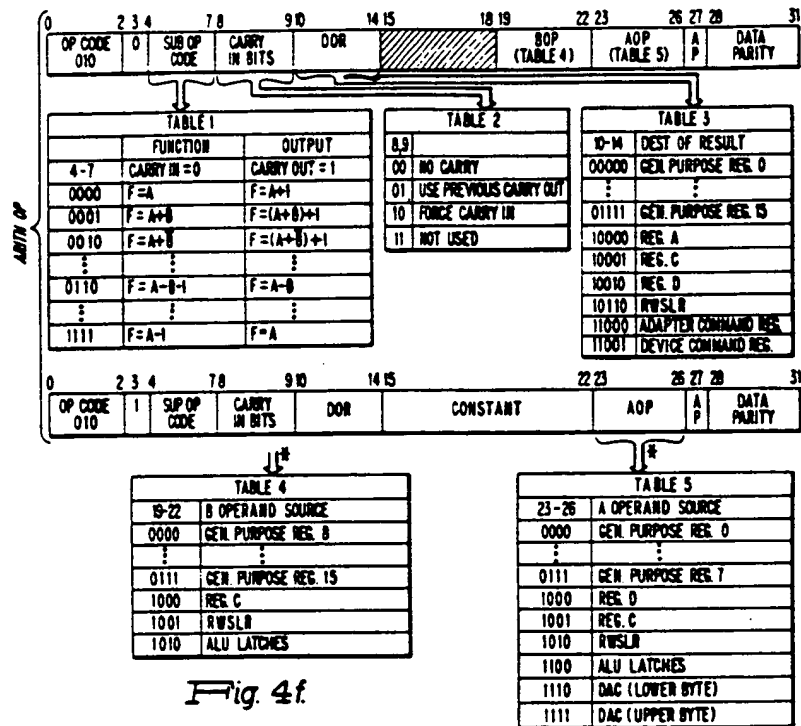 0 2 3 4 7 8 9 10 14 15 18 19 22 23 26 27 28 31
OP CODE 010 0 SUB OP CODE CARRY IN BITS DOR BOP (TABLE 4) AOP (TABLE 5) A P DATA PARITY
ARITH OP
TABLE 1
FUNCTION OUTPUT
4-7 CARRY IN = 0 CARRY OUT = 1
0000 F = A F = A+1
0001 F = A+B F = (A+B)+1
0010 F = A+B̅ F = (A+B̅)+1
0110 F = A-B-1 F = A-B
1111 F = A-1 F = A
TABLE 2
8,9
00 NO CARRY
01 USE PREVIOUS CARRY OUT
10 FORCE CARRY IN
11 NOT USED
TABLE 3
10-14 DEST OF RESULT
00000 GEN. PURPOSE REG. 0
01111 GEN. PURPOSE REG. 15
10000 REG. A
10001 REG. C
10010 REG. D
10110 RWSLR
11000 ADAPTER COMMAND REG.
11001 DEVICE COMMAND REG.
0 2 3 4 7 8 9 10 14 15 22 23 26 27 28 31
OP CODE 010 1 SUP OP CODE CARRY IN BITS DOR CONSTANT AOP A P DATA PARITY
* *
TABLE 4
19-22 B OPERAND SOURCE
0000 GEN. PURPOSE REG. 8
0111 GEN. PURPOSE REG. 15
1000 REG. C
1001 RWSLR
1010 ALU LATCHES
TABLE 5
23-26 A OPERAND SOURCE
0000 GEN. PURPOSE REG. 0
0111 GEN. PURPOSE REG. 7
1000 REG. D
1001 REG. C
1010 RWSLR
1100 ALU LATCHES
1110 DAC (LOWER BYTE)
1111 DAC (UPPER BYTE)
Fig. 4f.